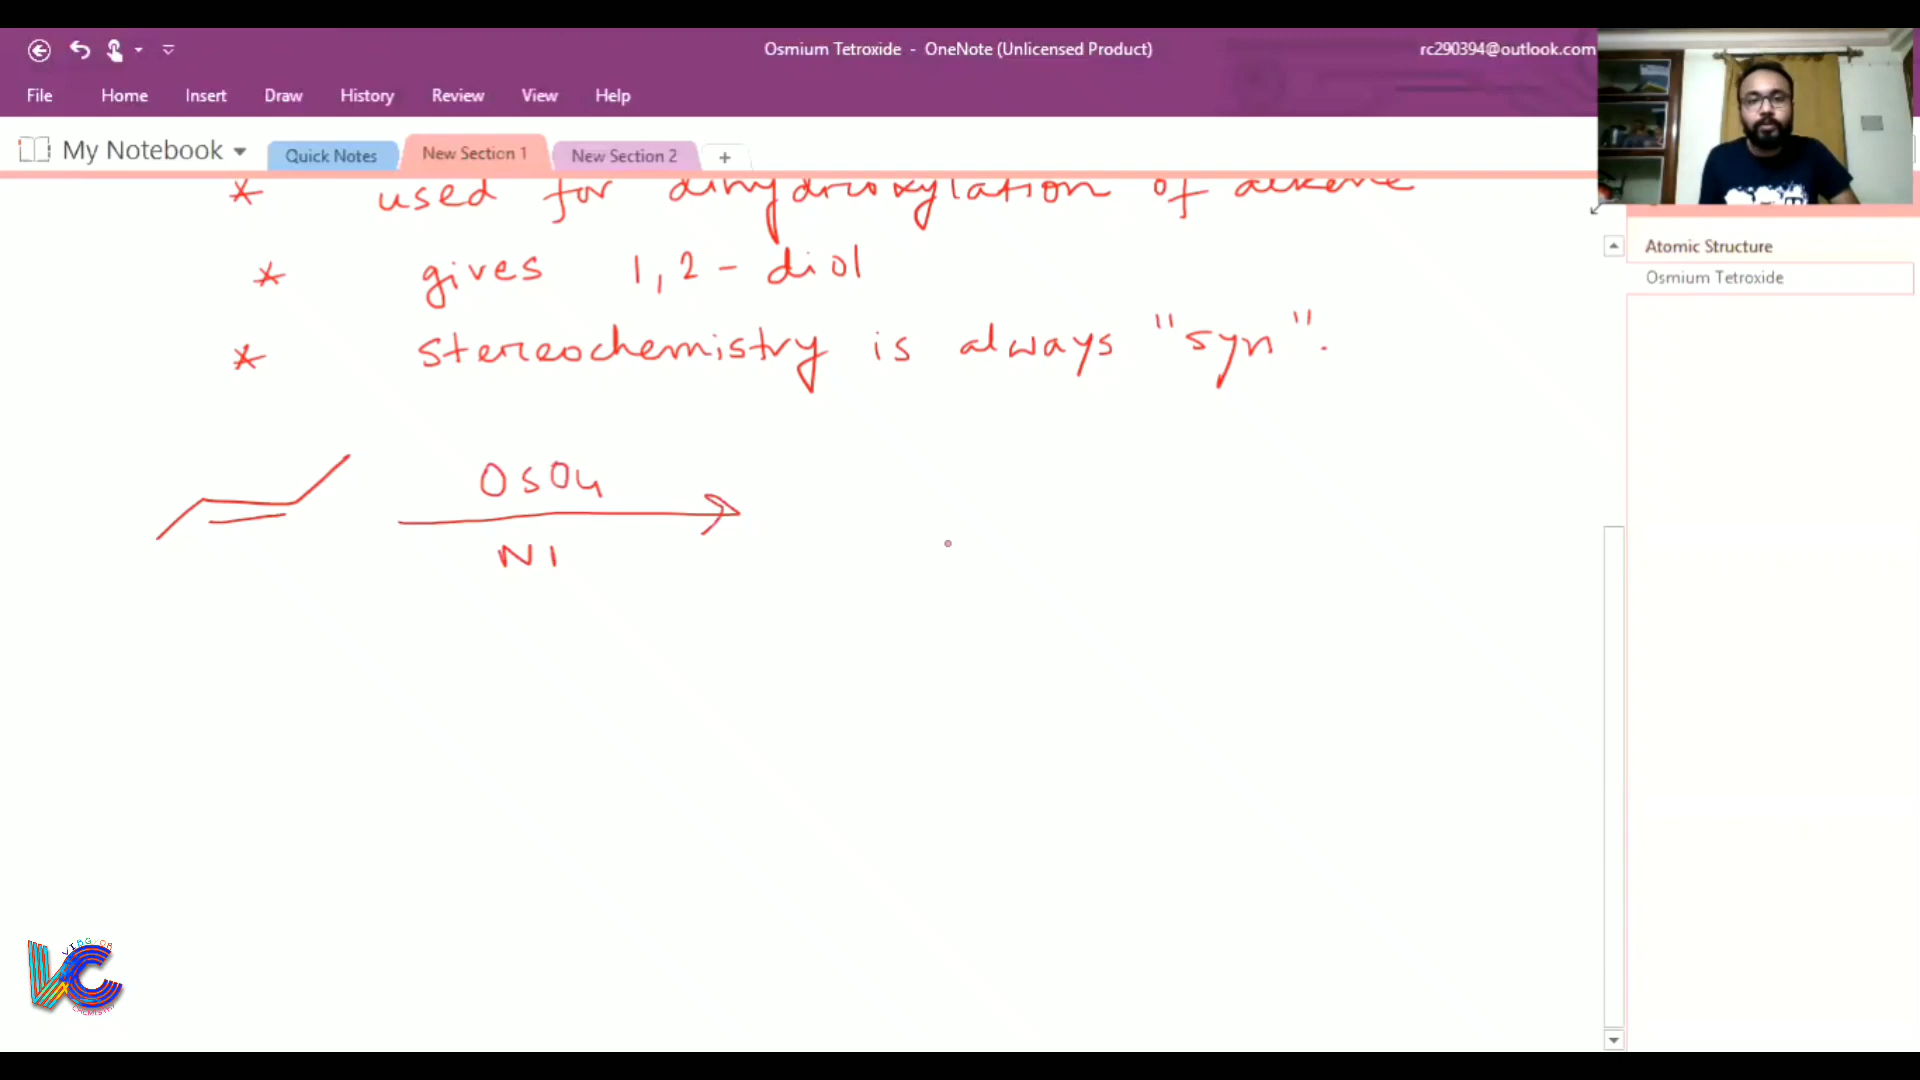 Osmium Tetroxide - OneNote (Unlicensed Product)
rc290394@outlook.com
File Home Insert Draw History Review View Help
My Notebook
Quick Notes
New Section 1
New Section 2
+
* used for dihydroxylation of alkene
* gives 1,2-diol
* stereochemistry is always "syn".
OsO4
N1
Atomic Structure
Osmium Tetroxide
VC